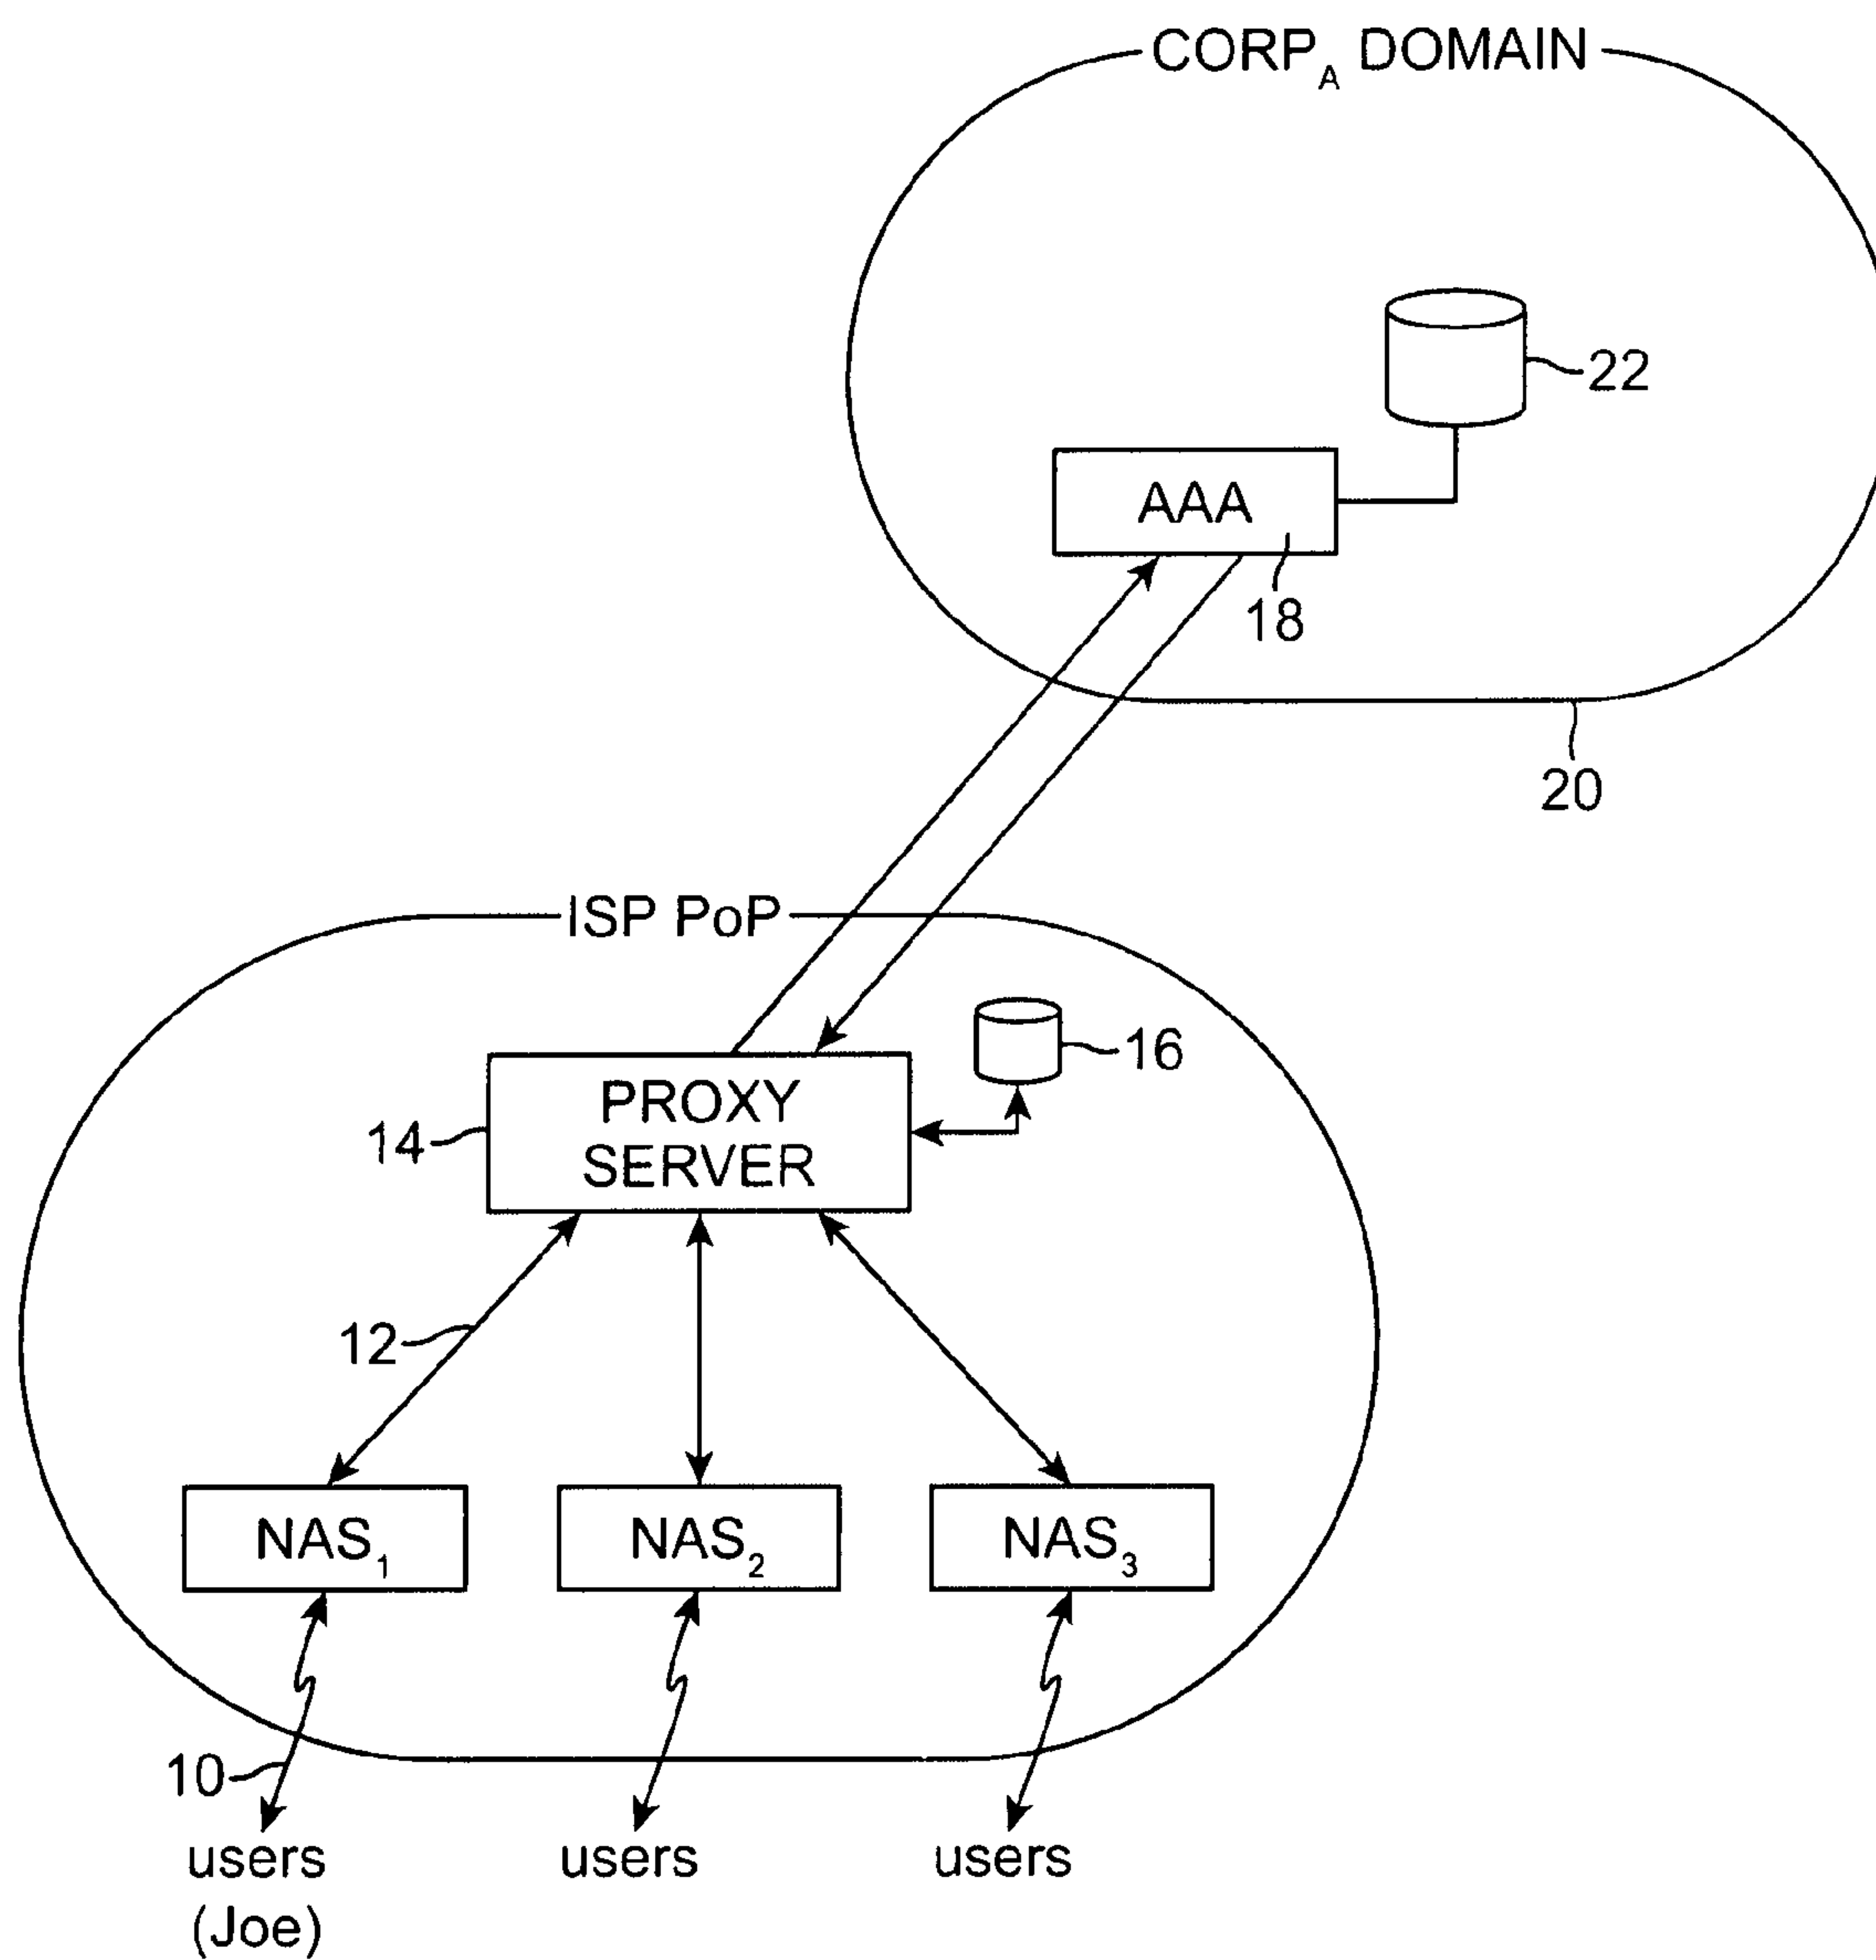 CORPA DOMAIN
22
AAA
18
20
ISP PoP
16
PROXY
SERVER
14
12
NAS1
NAS2
NAS3
10
users
(Joe)
users
users